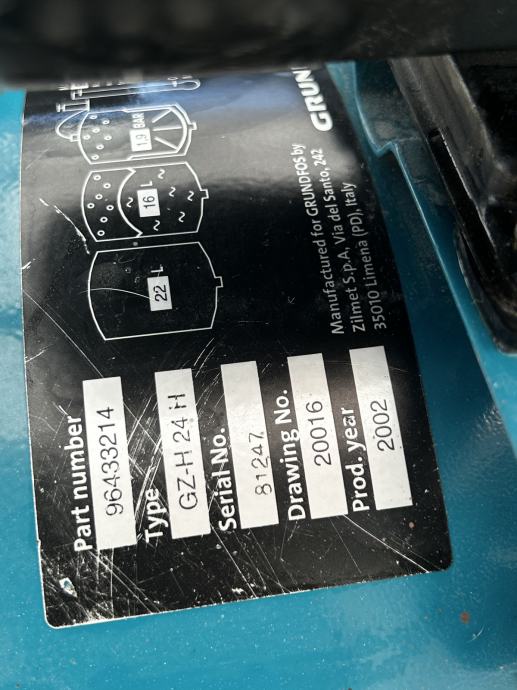 GRUN
1,9 BAR
16 L
22 L
Manufactured for GRUNDFOS by
Zilmet S.p.A, Via del Santo, 242
35010 Limena (PD), Italy
Part number
96433214
Type
GZ-H 24 H
Serial No.
81247
Drawing No.
20016
Prod. year
2002